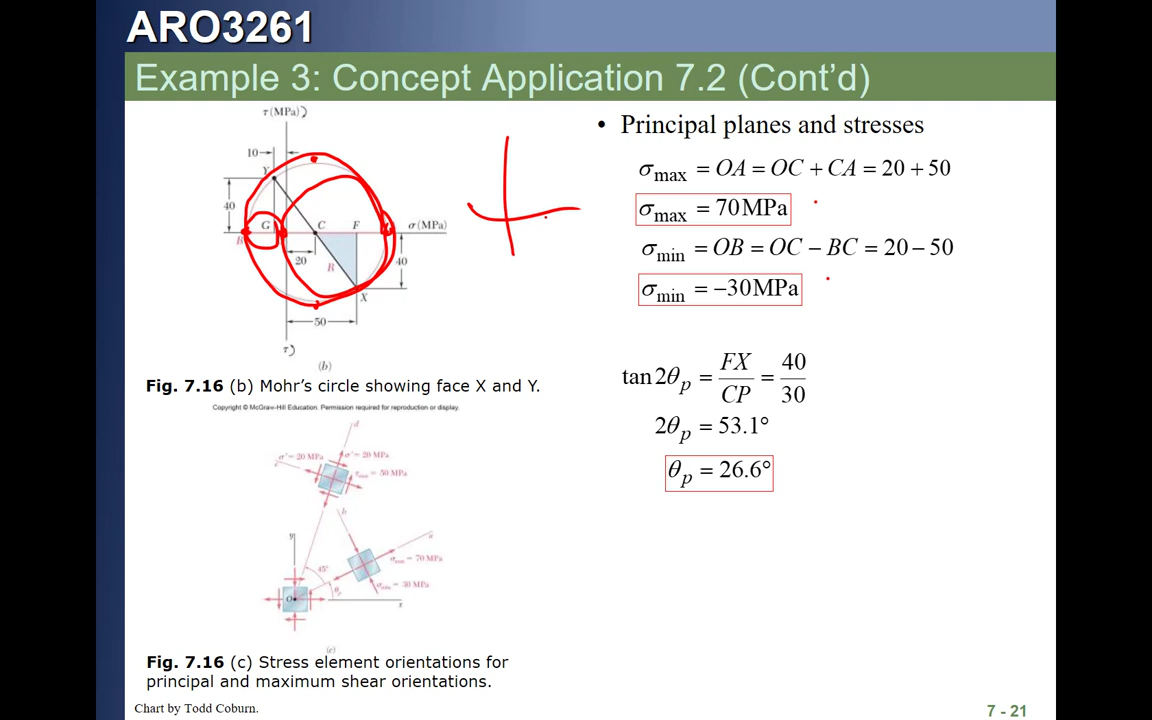 ARO3261
Example 3: Concept Application 7.2 (Cont’d)
τ(MPa)
10
Y
40
G
C
F
σ(MPa)
B
20
R
40
X
50
τ
(b)
Fig. 7.16 (b) Mohr’s circle showing face X and Y.
Copyright © McGraw-Hill Education. Permission required for reproduction or display.
d
σ'= 20 MPa
σ'= 20 MPa
= 50 MPa
b
a
y
= 70 MPa
45°
σmin = 30 MPa
θp
O
x
(c)
Fig. 7.16 (c) Stress element orientations for
principal and maximum shear orientations.
Chart by Todd Coburn.
• Principal planes and stresses
σmax = OA = OC + CA = 20 + 50
σmax = 70 MPa
σmin = OB = OC − BC = 20 − 50
σmin = −30 MPa
tan 2θp = FX/CP = 40/30
2θp = 53.1°
θp = 26.6°
7 - 21